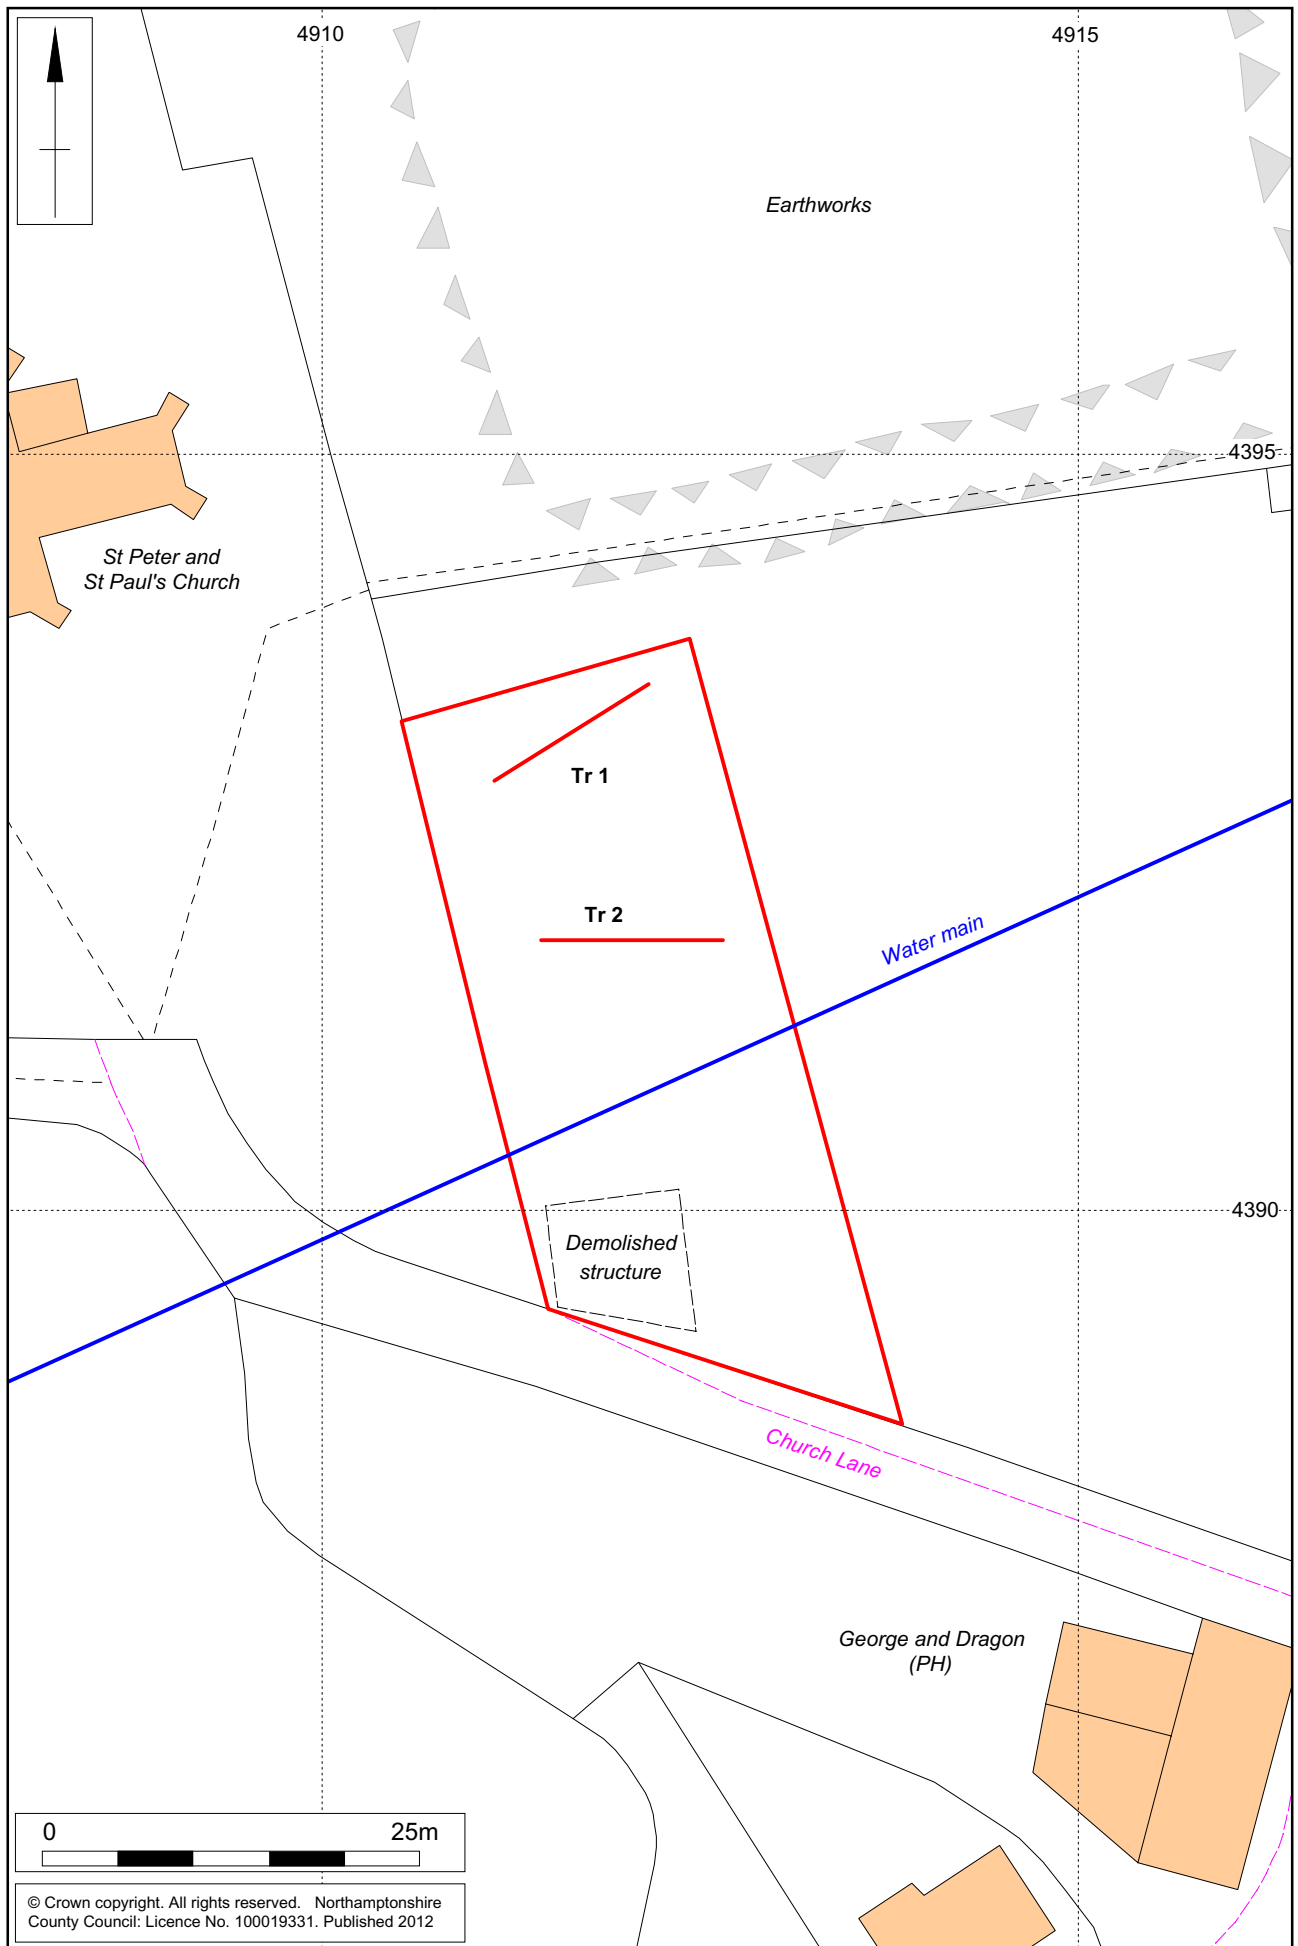 4910
4915
Earthworks
4395
St Peter and
St Paul's Church
Tr 1
Tr 2
Water main
4390
Demolished
structure
Church Lane
George and Dragon
(PH)
0 25m
© Crown copyright. All rights reserved. Northamptonshire
County Council: Licence No. 100019331. Published 2012